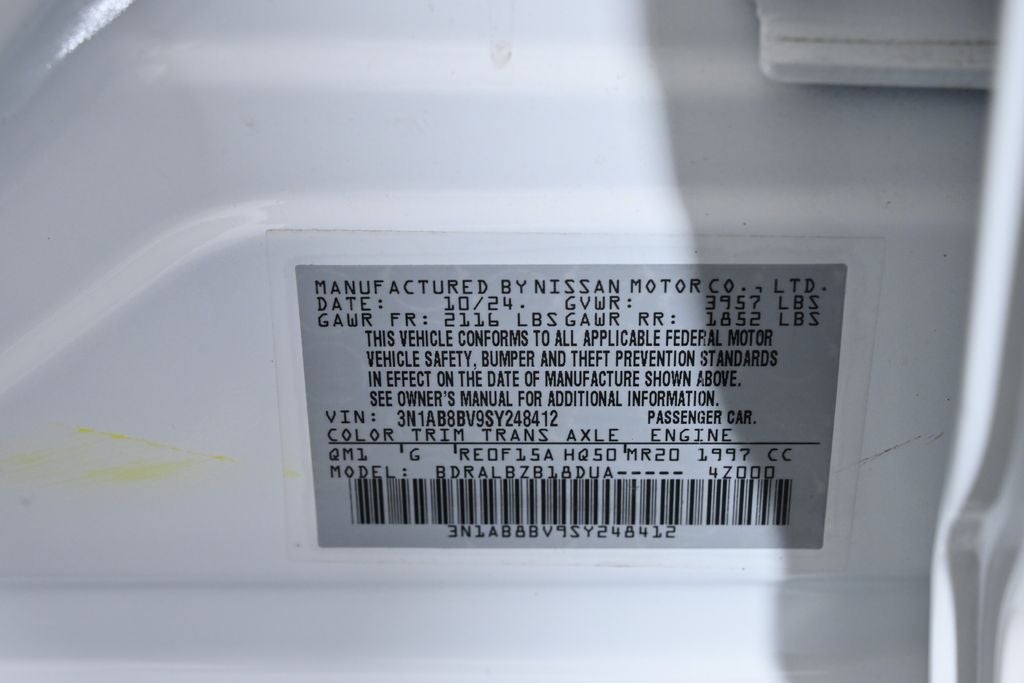 MANUFACTURED BY NISSAN MOTOR CO., LTD.
DATE: 10/24. GVWR: 3957 LBS
GAWR FR: 2116 LBS GAWR RR: 1852 LBS
THIS VEHICLE CONFORMS TO ALL APPLICABLE FEDERAL MOTOR
VEHICLE SAFETY, BUMPER AND THEFT PREVENTION STANDARDS
IN EFFECT ON THE DATE OF MANUFACTURE SHOWN ABOVE.
SEE OWNER'S MANUAL FOR ADDITIONAL INFORMATION.
VIN: 3N1AB8BV9SY248412 PASSENGER CAR.
COLOR TRIM TRANS AXLE ENGINE
QM1 'G 'RE0F15A HQ50'MR20 1997 CC
MODEL: BDRALBZB18DUA----- 4Z000
3N1AB8BV9SY248412